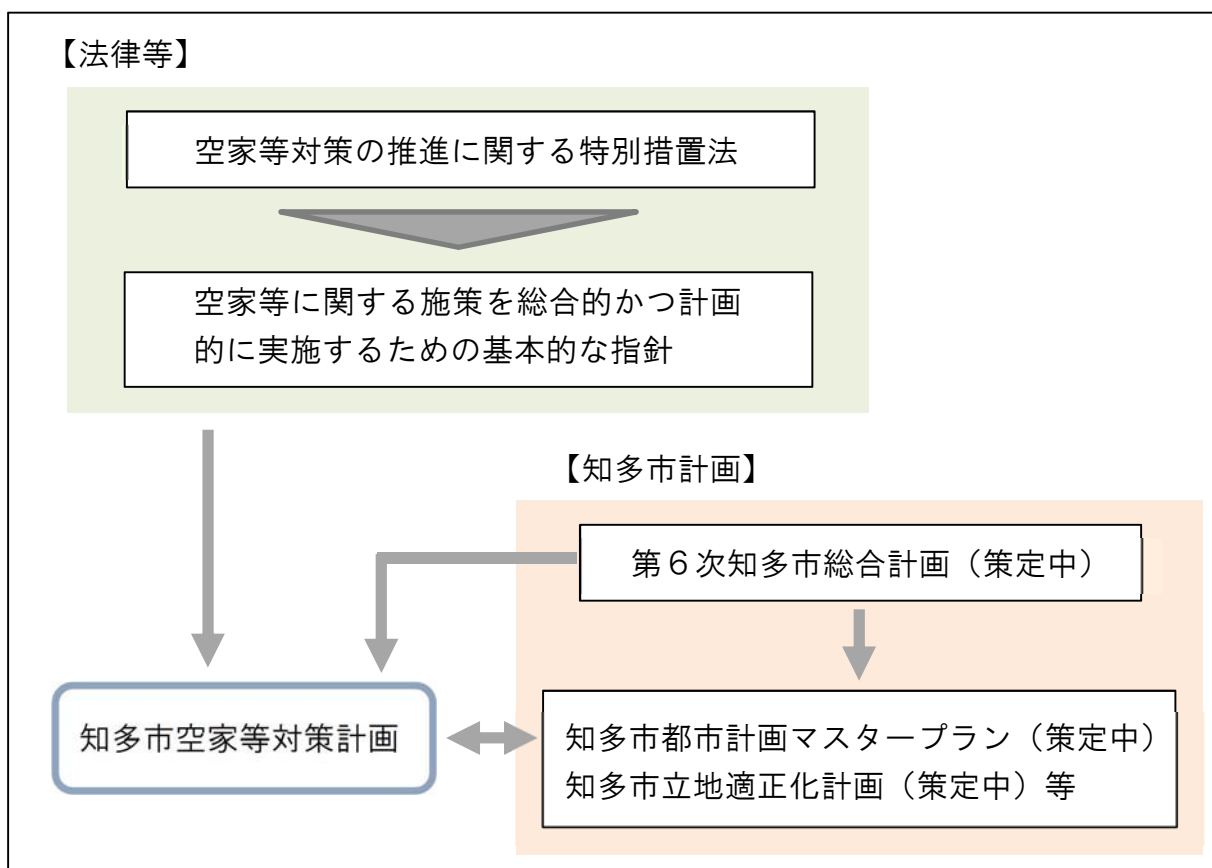 【法律等】
空家等対策の推進に関する特別措置法
空家等に関する施策を総合的かつ計画
的に実施するための基本的な指針
【知多市計画】
第６次知多市総合計画（策定中）
知多市空家等対策計画
知多市都市計画マスタープラン（策定中）
知多市立地適正化計画（策定中）等